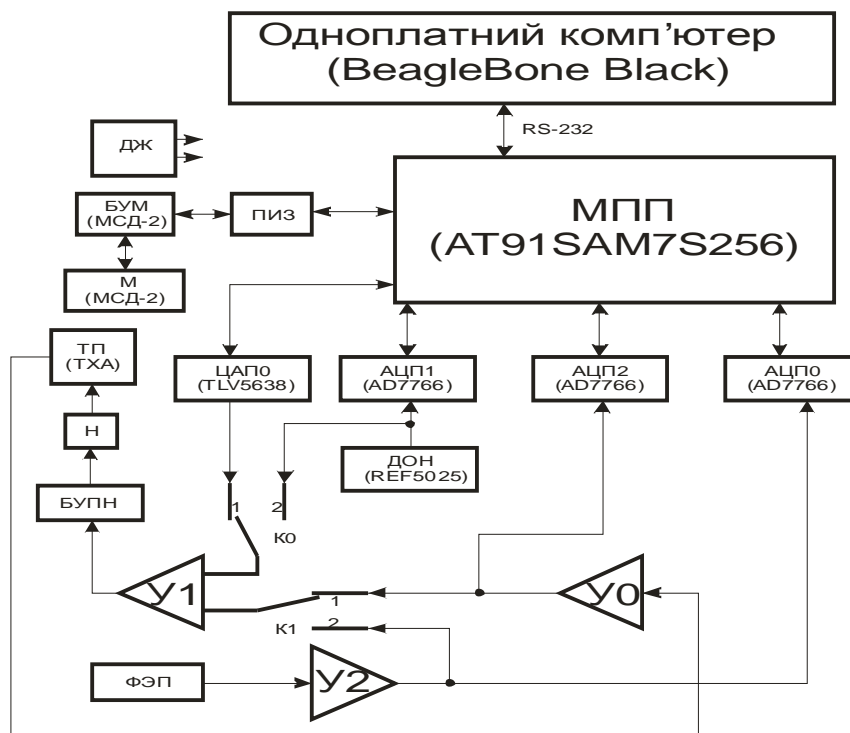 Одноплатний комп’ютер
(BeagleBone Black)
RS-232
ДЖ
МПП
(AT91SAM7S256)
БУМ
(МСД-2)
ПИЗ
М
(МСД-2)
ТП
(ТХА)
ЦАП0
(TLV5638)
АЦП1
(AD7766)
АЦП2
(AD7766)
АЦП0
(AD7766)
Н
ДОН
(REF5025)
БУПН
1
2
К0
У1
У0
1
2
К1
ФЭП
У2